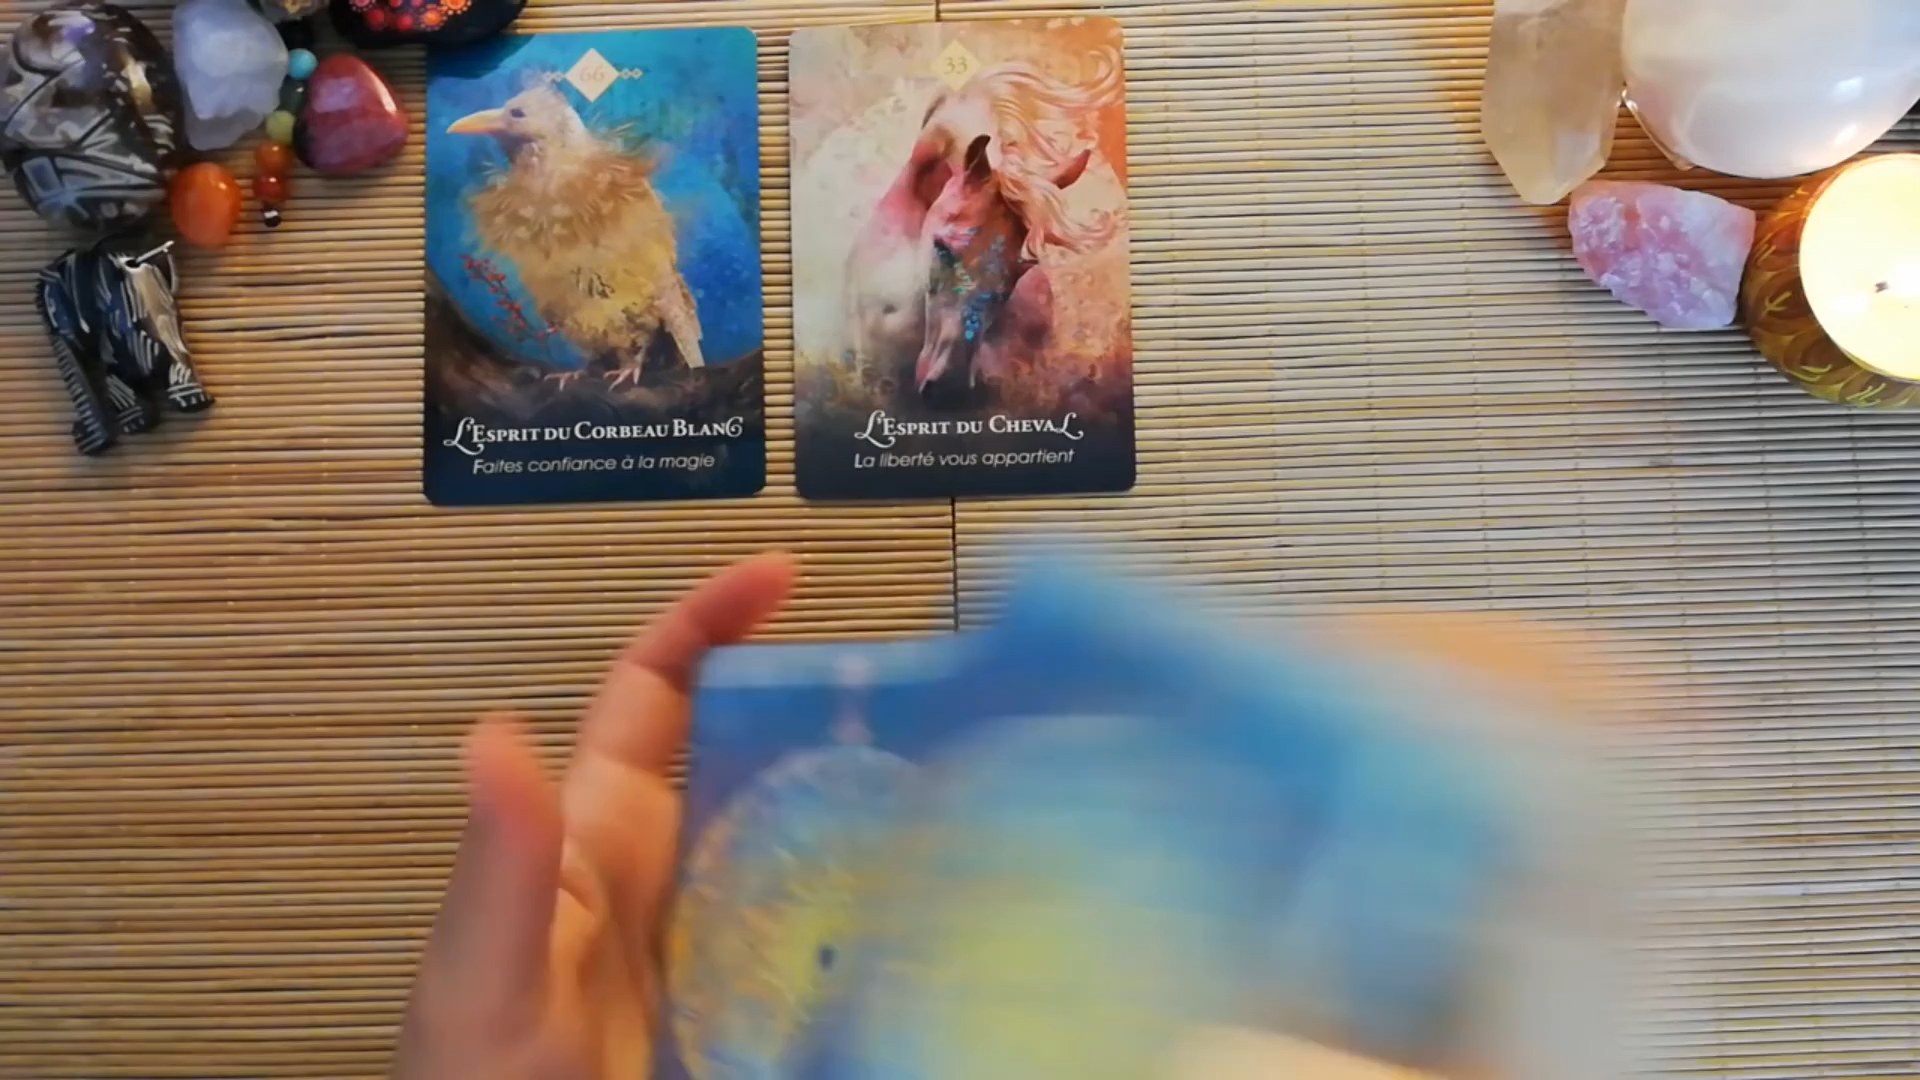 66
L'ESPRIT DU CORBEAU BLANC
Faites confiance à la magie
33
L'ESPRIT DU CHEVAL
La liberté vous appartient